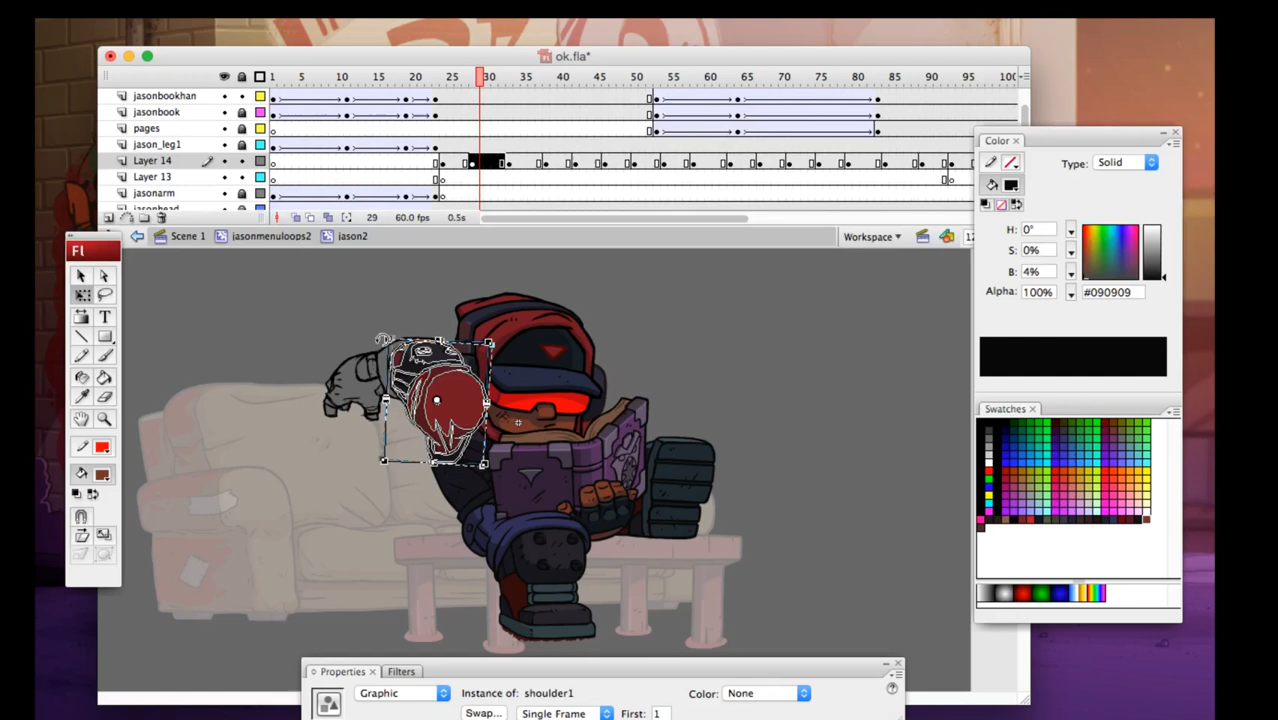 ok.fla*
1 5 10 15 20 25 30 35 40 45 50 55 60 65 70 75 80 85 90 95 100
jasonbookhan
jasonbook
pages
jason_leg1
Layer 14
Layer 13
jasonarm
jasonhead
29 60.0 fps 0.5s
Scene 1 jasonmenuloops2 jason2 Workspace 12
Fl
T
Color
Type: Solid
H: 0°
S: 0%
B: 4%
Alpha: 100% #090909
Swatches
Properties Filters
Graphic Instance of: shoulder1 Color: None
Swap... Single Frame First: 1